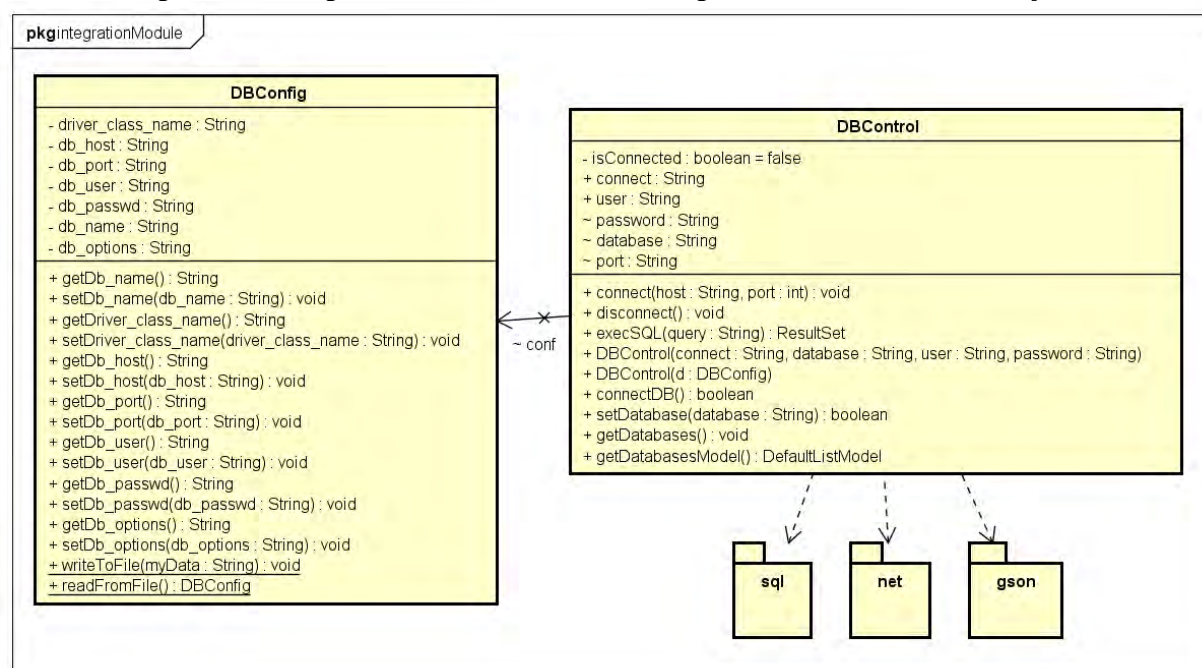 pkg integrationModule
DBConfig
- driver_class_name : String
- db_host : String
- db_port : String
- db_user : String
- db_passwd : String
- db_name : String
- db_options : String
+ getDb_name() : String
+ setDb_name(db_name : String) : void
+ getDriver_class_name() : String
+ setDriver_class_name(driver_class_name : String) : void
+ getDb_host() : String
+ setDb_host(db_host : String) : void
+ getDb_port() : String
+ setDb_port(db_port : String) : void
+ getDb_user() : String
+ setDb_user(db_user : String) : void
+ getDb_passwd() : String
+ setDb_passwd(db_passwd : String) : void
+ getDb_options() : String
+ setDb_options(db_options : String) : void
+ writeToFile(myData : String) : void
+ readFromFile() : DBConfig
~ conf
DBControl
- isConnected : boolean = false
+ connect : String
+ user : String
~ password : String
~ database : String
~ port : String
+ connect(host : String, port : int) : void
+ disconnect() : void
+ execSQL(query : String) : ResultSet
+ DBControl(connect : String, database : String, user : String, password : String)
+ DBControl(d : DBConfig)
+ connectDB() : boolean
+ setDatabase(database : String) : boolean
+ getDatabases() : void
+ getDatabasesModel() : DefaultListModel
sql
net
gson